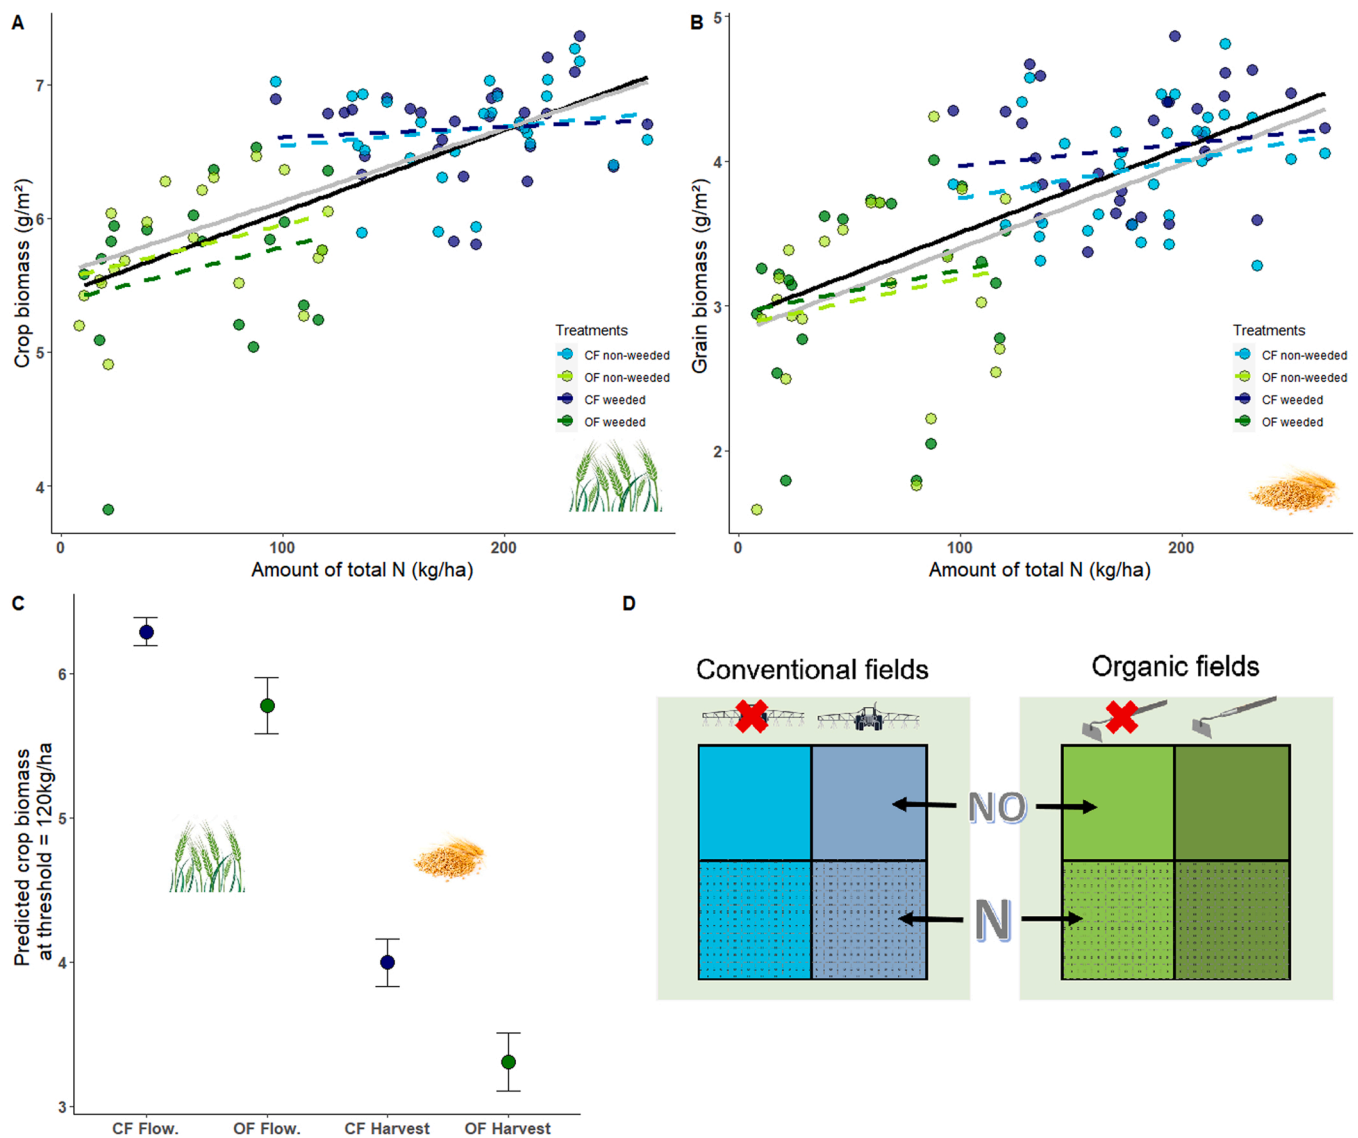 A
7
6
5
4
Crop biomass (g/m²)
0
100
200
Amount of total N (kg/ha)
Treatments
CF non-weeded
OF non-weeded
CF weeded
OF weeded
B
5
4
3
2
Grain biomass (g/m²)
0
100
200
Amount of total N (kg/ha)
Treatments
CF non-weeded
OF non-weeded
CF weeded
OF weeded
C
6
5
4
3
Predicted crop biomass
at threshold = 120kg/ha
CF Flow.
OF Flow.
CF Harvest
OF Harvest
D
Conventional fields
Organic fields
NO
N